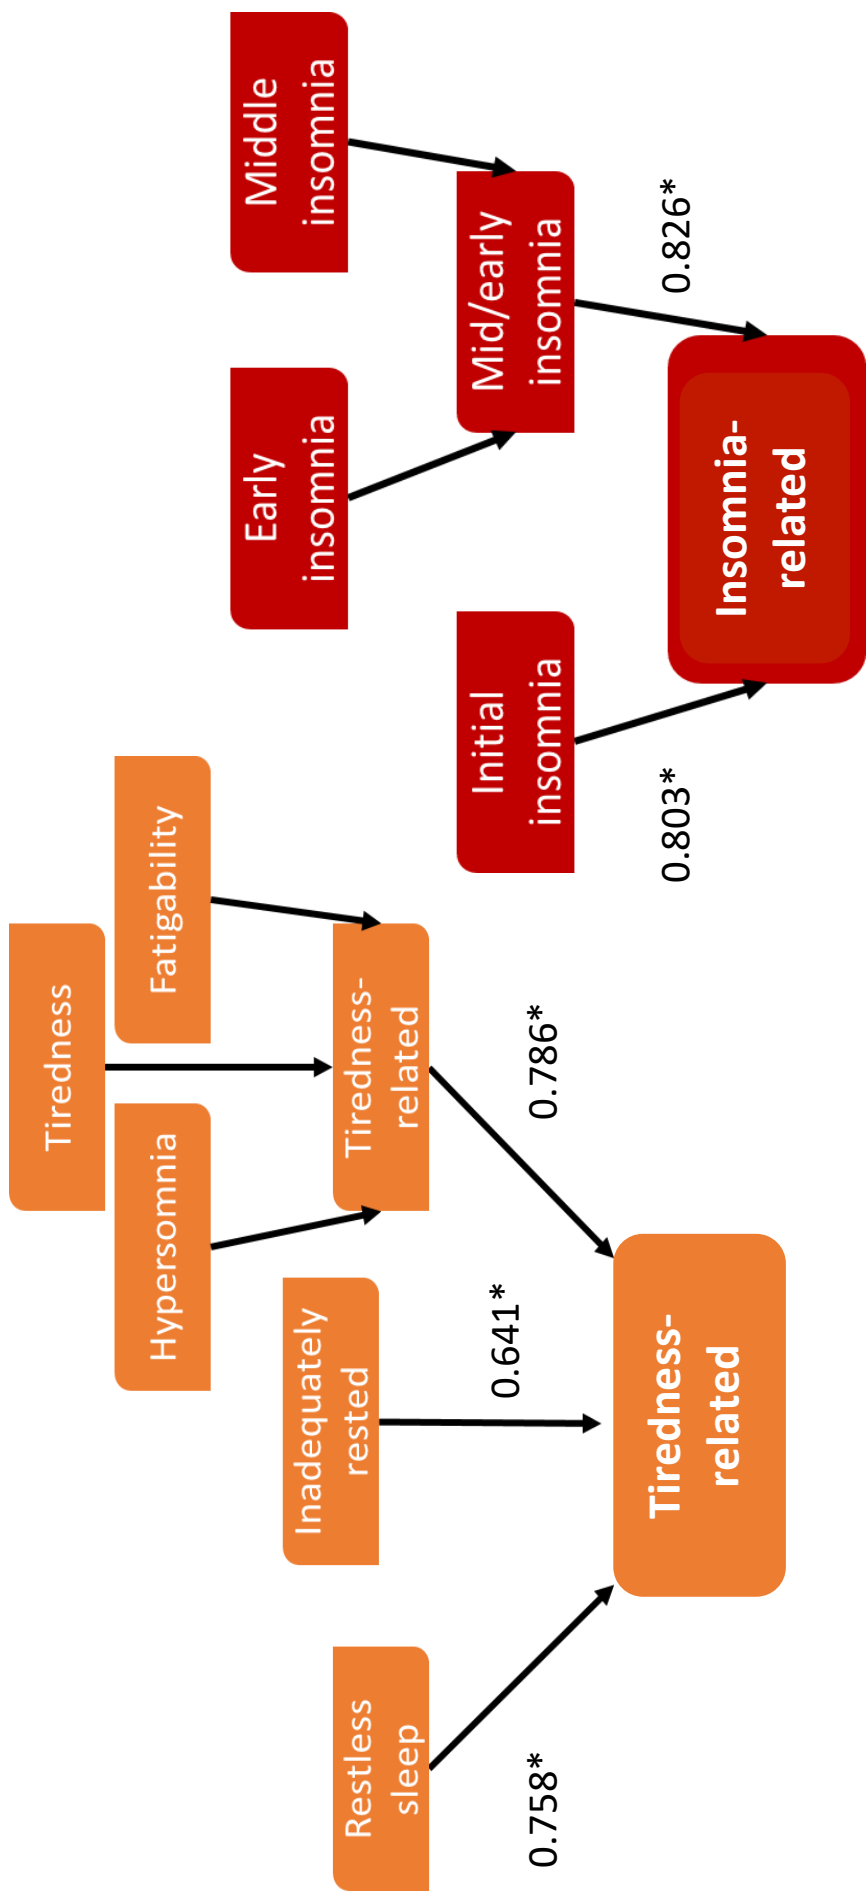 Tiredness
Hypersomnia
Fatigability
Early
insomnia
Middle
insomnia
Inadequately
rested
Restless
sleep
Tiredness-
related
Initial
insomnia
Mid/early
insomnia
0.758*
0.641*
0.786*
0.803*
0.826*
Tiredness-
related
Insomnia-
related